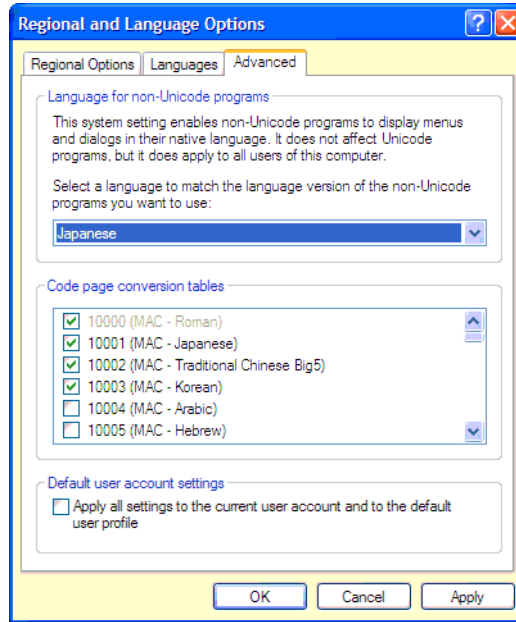 Regional and Language Options
Regional Options Languages Advanced
Language for non-Unicode programs
This system setting enables non-Unicode programs to display menus
and dialogs in their native language. It does not affect Unicode
programs, but it does apply to all users of this computer.
Select a language to match the language version of the non-Unicode
programs you want to use:
Japanese
Code page conversion tables
10000 (MAC - Roman)
10001 (MAC - Japanese)
10002 (MAC - Traditional Chinese Big5)
10003 (MAC - Korean)
10004 (MAC - Arabic)
10005 (MAC - Hebrew)
Default user account settings
Apply all settings to the current user account and to the default
user profile
OK Cancel Apply